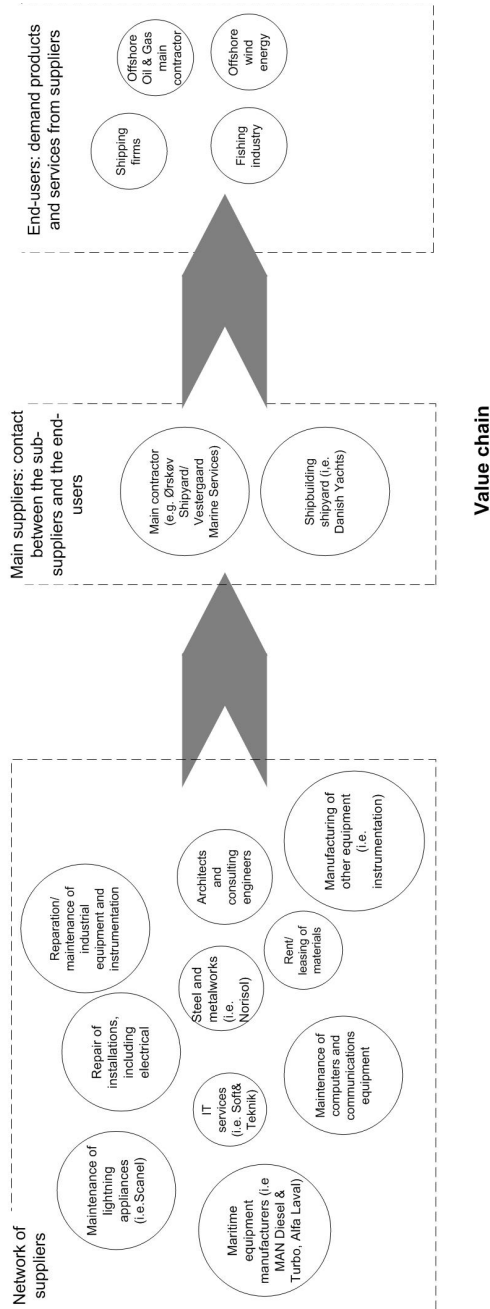 Network of
suppliers
Maintenance of
lightning
appliances
(i.e.Scanel)
Repair of
installations,
including
electrical
Reparation/
maintenance of
industrial
equipment and
instrumentation
Maritime
equipment
manufacturers (i.e
MAN Diesel &
Turbo, Alfa Laval)
IT
services
(i.e. Soft&
Teknik)
Steel and
metalworks
(i.e.
Norisol)
Architects
and
consulting
engineers
Maintenance of
computers and
communications
equipment
Rent/
leasing of
materials
Manufacturing of
other equipment
(i.e.
instrumentation)
Main suppliers: contact
between the sub-
suppliers and the end-
users
Main contractor
(e.g. Ørskøv
Shipyard/
Vestergaard
Marine Services)
Shipbuilding
shipyard (i,e.
Danish Yachts)
End-users: demand products
and services from suppliers
Shipping
firms
Offshore
Oil & Gas
main
contractor
Fishing
industry
Offshore
wind
energy
Value chain